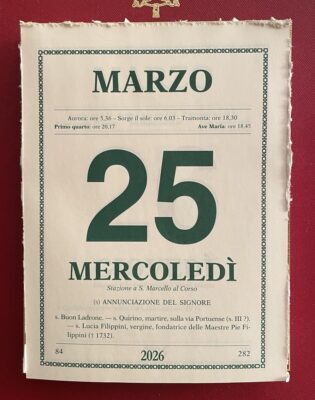 MARZO
Aurora: ore 5,36 – Sorge il sole: ore 6.03 – Tramonta: ore 18,30
Primo quarto: ore 20,17 Ave Maria: ore 18,45
25
MERCOLEDÌ
Stazione a S. Marcello al Corso
(s) ANNUNCIAZIONE DEL SIGNORE
s. Buon Ladrone. — s. Quirino, martire, sulla via Portuense (s. III ?).
— s. Lucia Filippini, vergine, fondatrice delle Maestre Pie Fi-
lippini († 1732).
84 2026 282